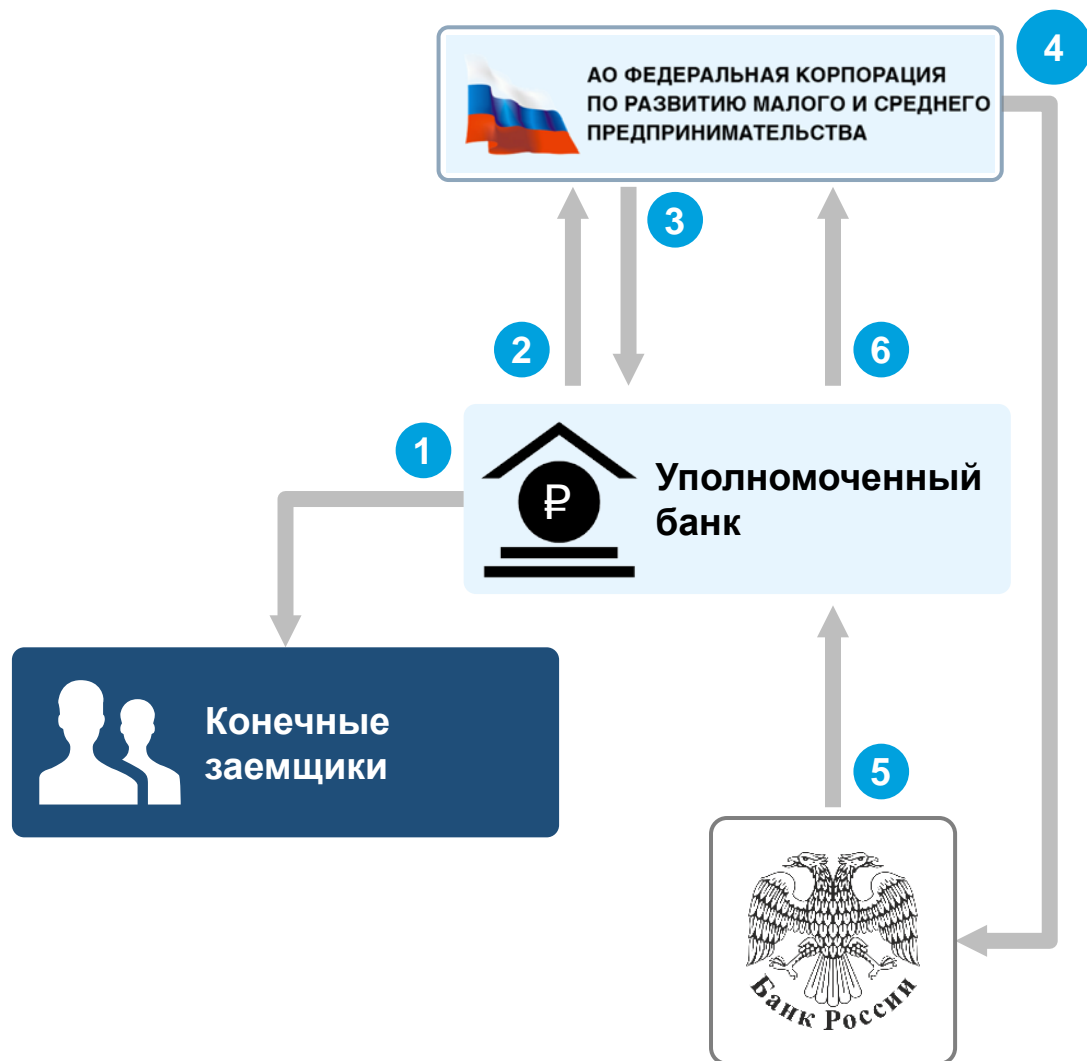 4
АО ФЕДЕРАЛЬНАЯ КОРПОРАЦИЯ
ПО РАЗВИТИЮ МАЛОГО И СРЕДНЕГО
ПРЕДПРИНИМАТЕЛЬСТВА
3
2
6
1
₽
Уполномоченный
банк
Конечные
заемщики
5
Банк России